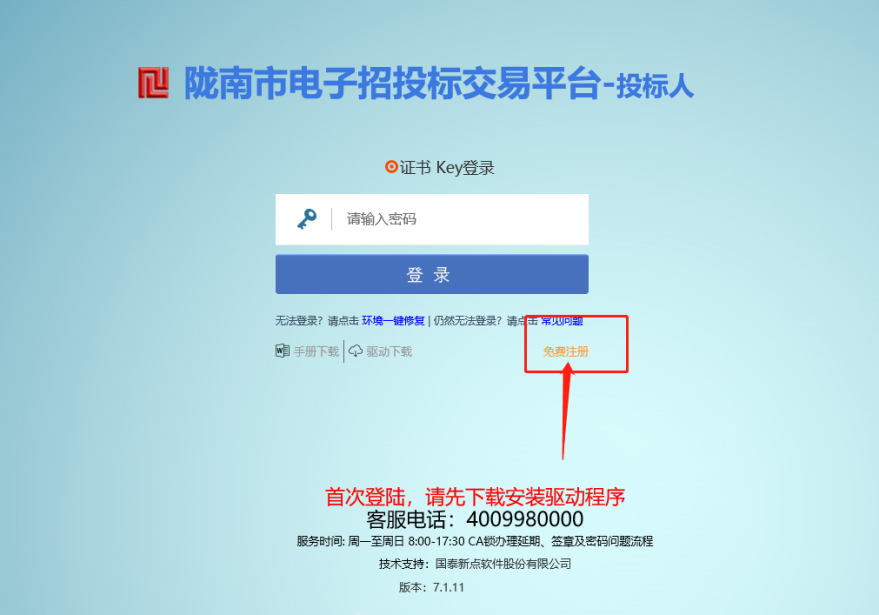 陇南市电子招投标交易平台-投标人
证书 Key登录
请输入密码
登 录
无法登录？请点击 环境一键修复 | 仍然无法登录？请点击 常见问题
手册下载 驱动下载 免费注册
首次登陆，请先下载安装驱动程序
客服电话：4009980000
服务时间: 周一至周日 8:00-17:30 CA锁办理延期、签章及密码问题流程
技术支持：国泰新点软件股份有限公司
版本：7.1.11